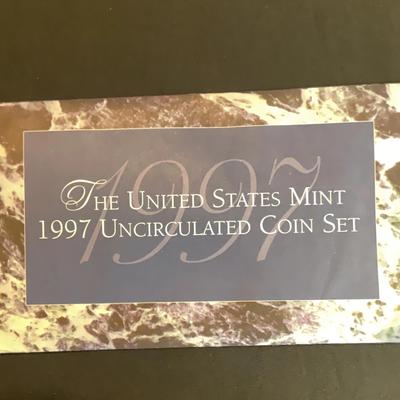 1997
THE UNITED STATES MINT
1997 UNCIRCULATED COIN SET